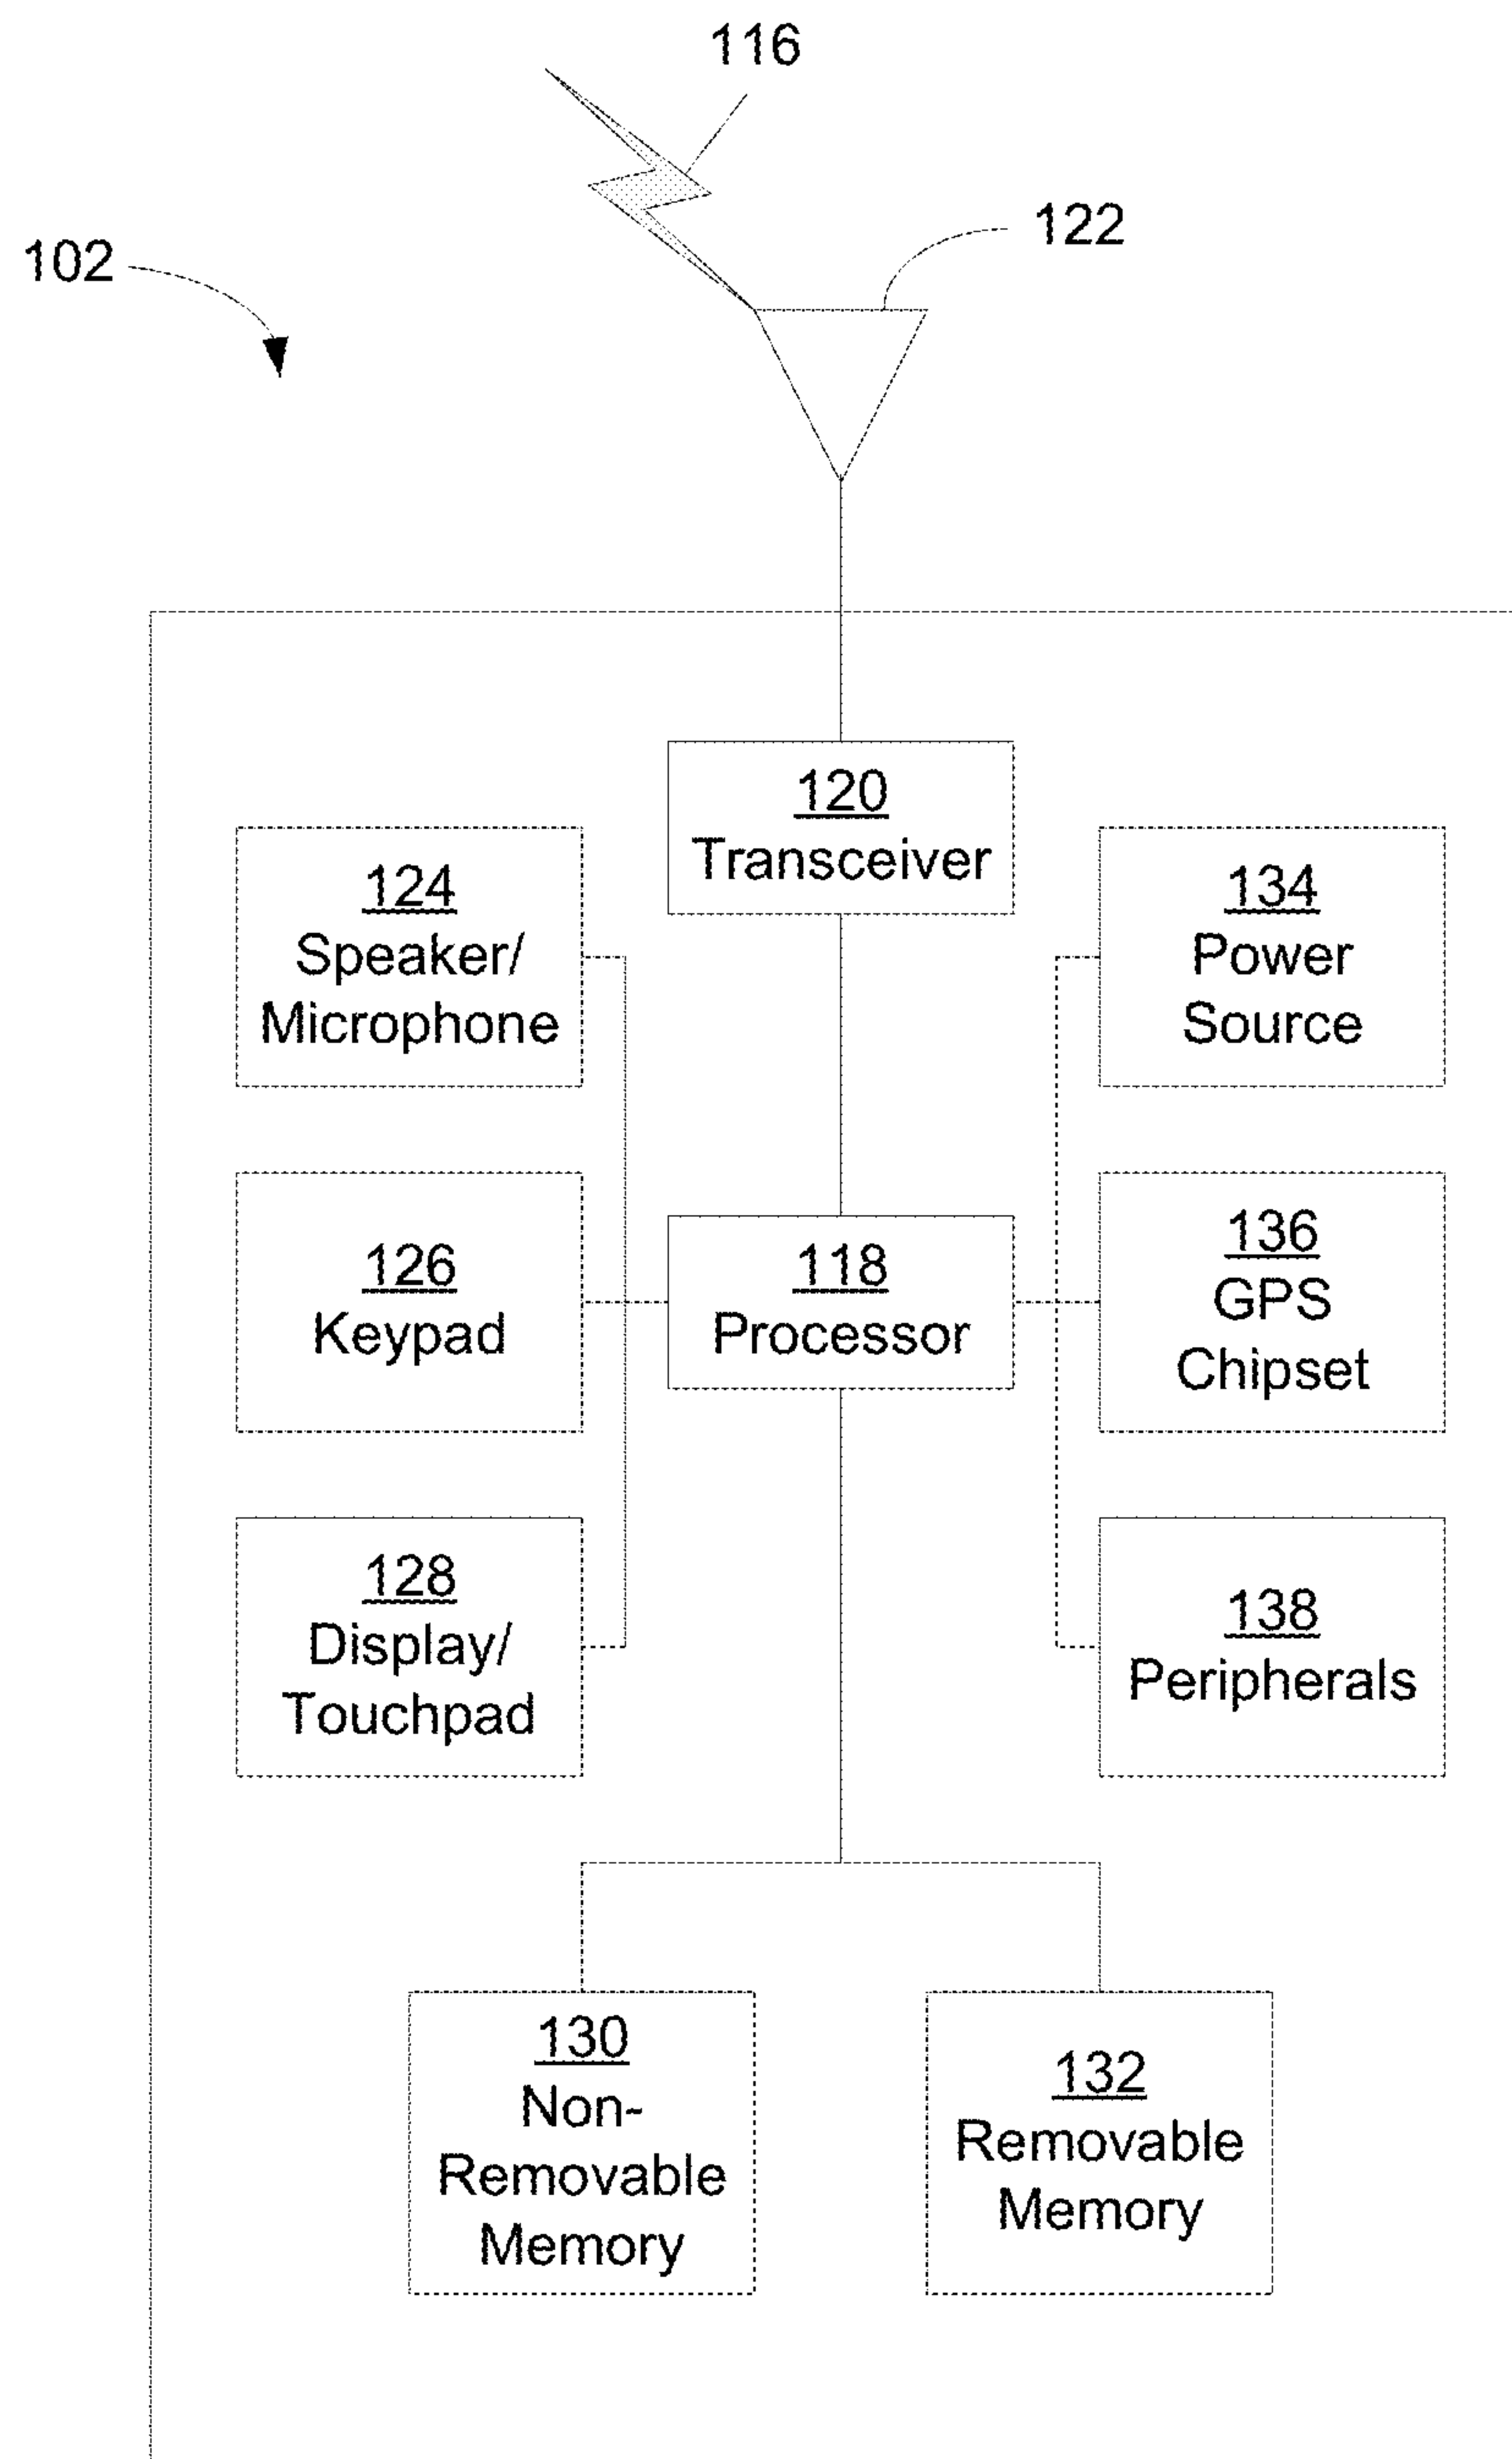 116
122
102
120
Transceiver
124
Speaker/
Microphone
134
Power
Source
126
Keypad
118
Processor
136
GPS
Chipset
128
Display/
Touchpad
138
Peripherals
130
Non-
Removable
Memory
132
Removable
Memory